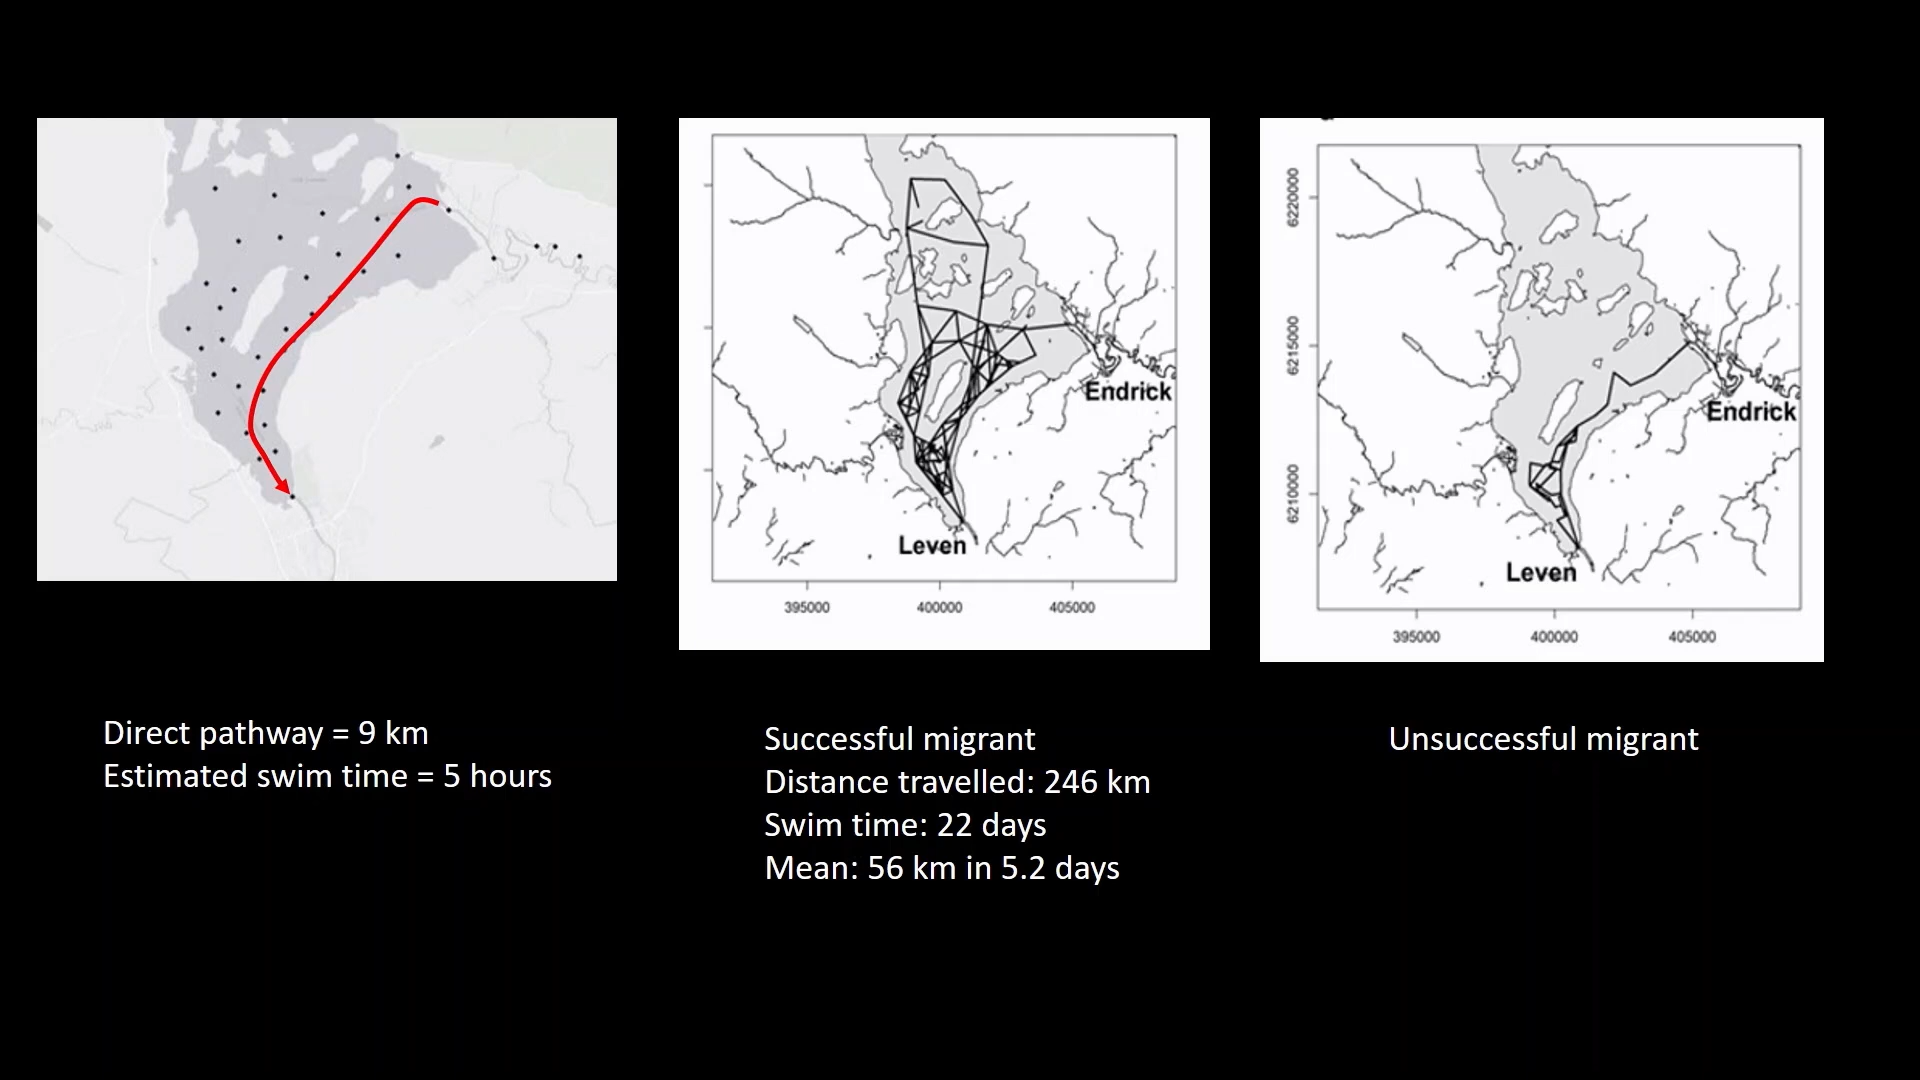 Endrick
Leven
395000
400000
405000
6220000
6215000
6210000
Endrick
Leven
395000
400000
405000
Direct pathway = 9 km
Estimated swim time = 5 hours
Successful migrant
Distance travelled: 246 km
Swim time: 22 days
Mean: 56 km in 5.2 days
Unsuccessful migrant